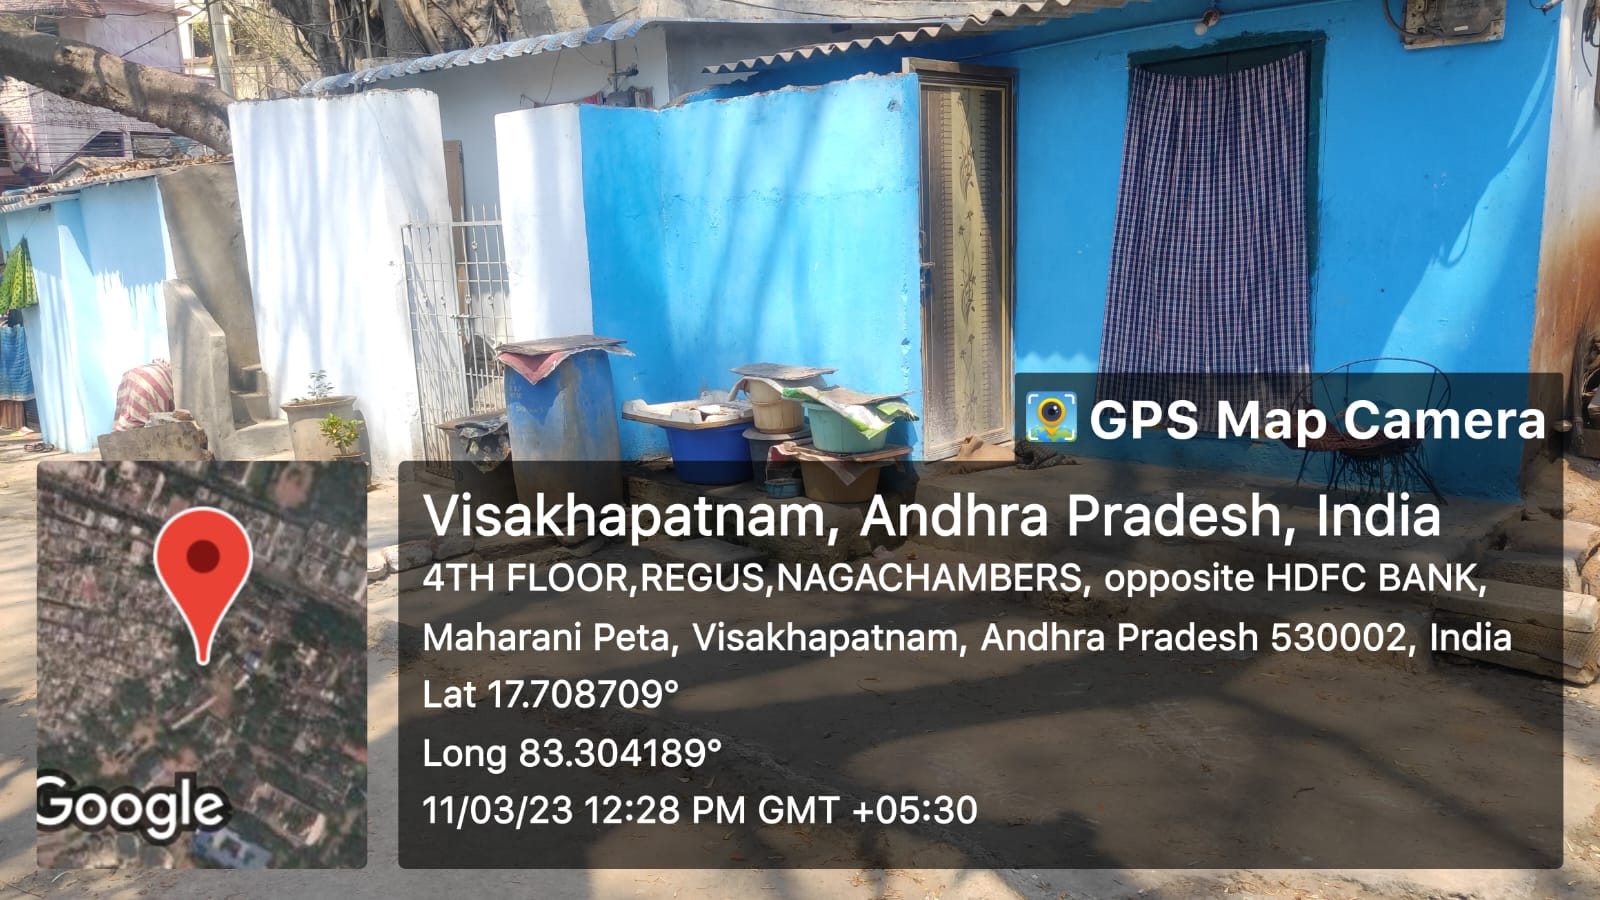 GPS Map Camera
Visakhapatnam, Andhra Pradesh, India
4TH FLOOR,REGUS,NAGACHAMBERS, opposite HDFC BANK,
Maharani Peta, Visakhapatnam, Andhra Pradesh 530002, India
Lat 17.708709°
Long 83.304189°
11/03/23 12:28 PM GMT +05:30
Google